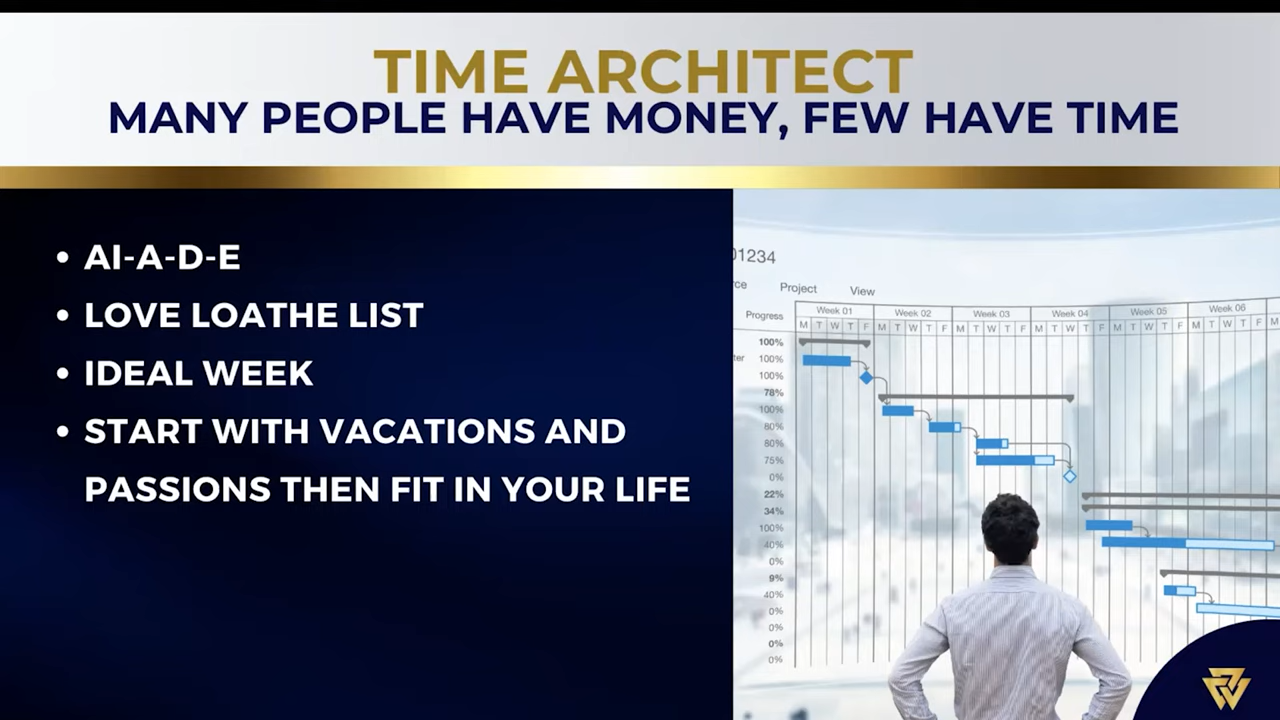 TIME ARCHITECT
MANY PEOPLE HAVE MONEY, FEW HAVE TIME
• AI-A-D-E
• LOVE LOATHE LIST
• IDEAL WEEK
• START WITH VACATIONS AND
PASSIONS THEN FIT IN YOUR LIFE
01234
rce Project View
Progress Week 01 Week 02 Week 03 Week 04 Week 05 Week 06
M T W T F M T W T F M T W T F M T W T F M T W T F M T W T F M
100%
ter 100%
100%
78%
100%
80%
80%
75%
0%
22%
34%
100%
40%
0%
9%
40%
0%
0%
0%
0%